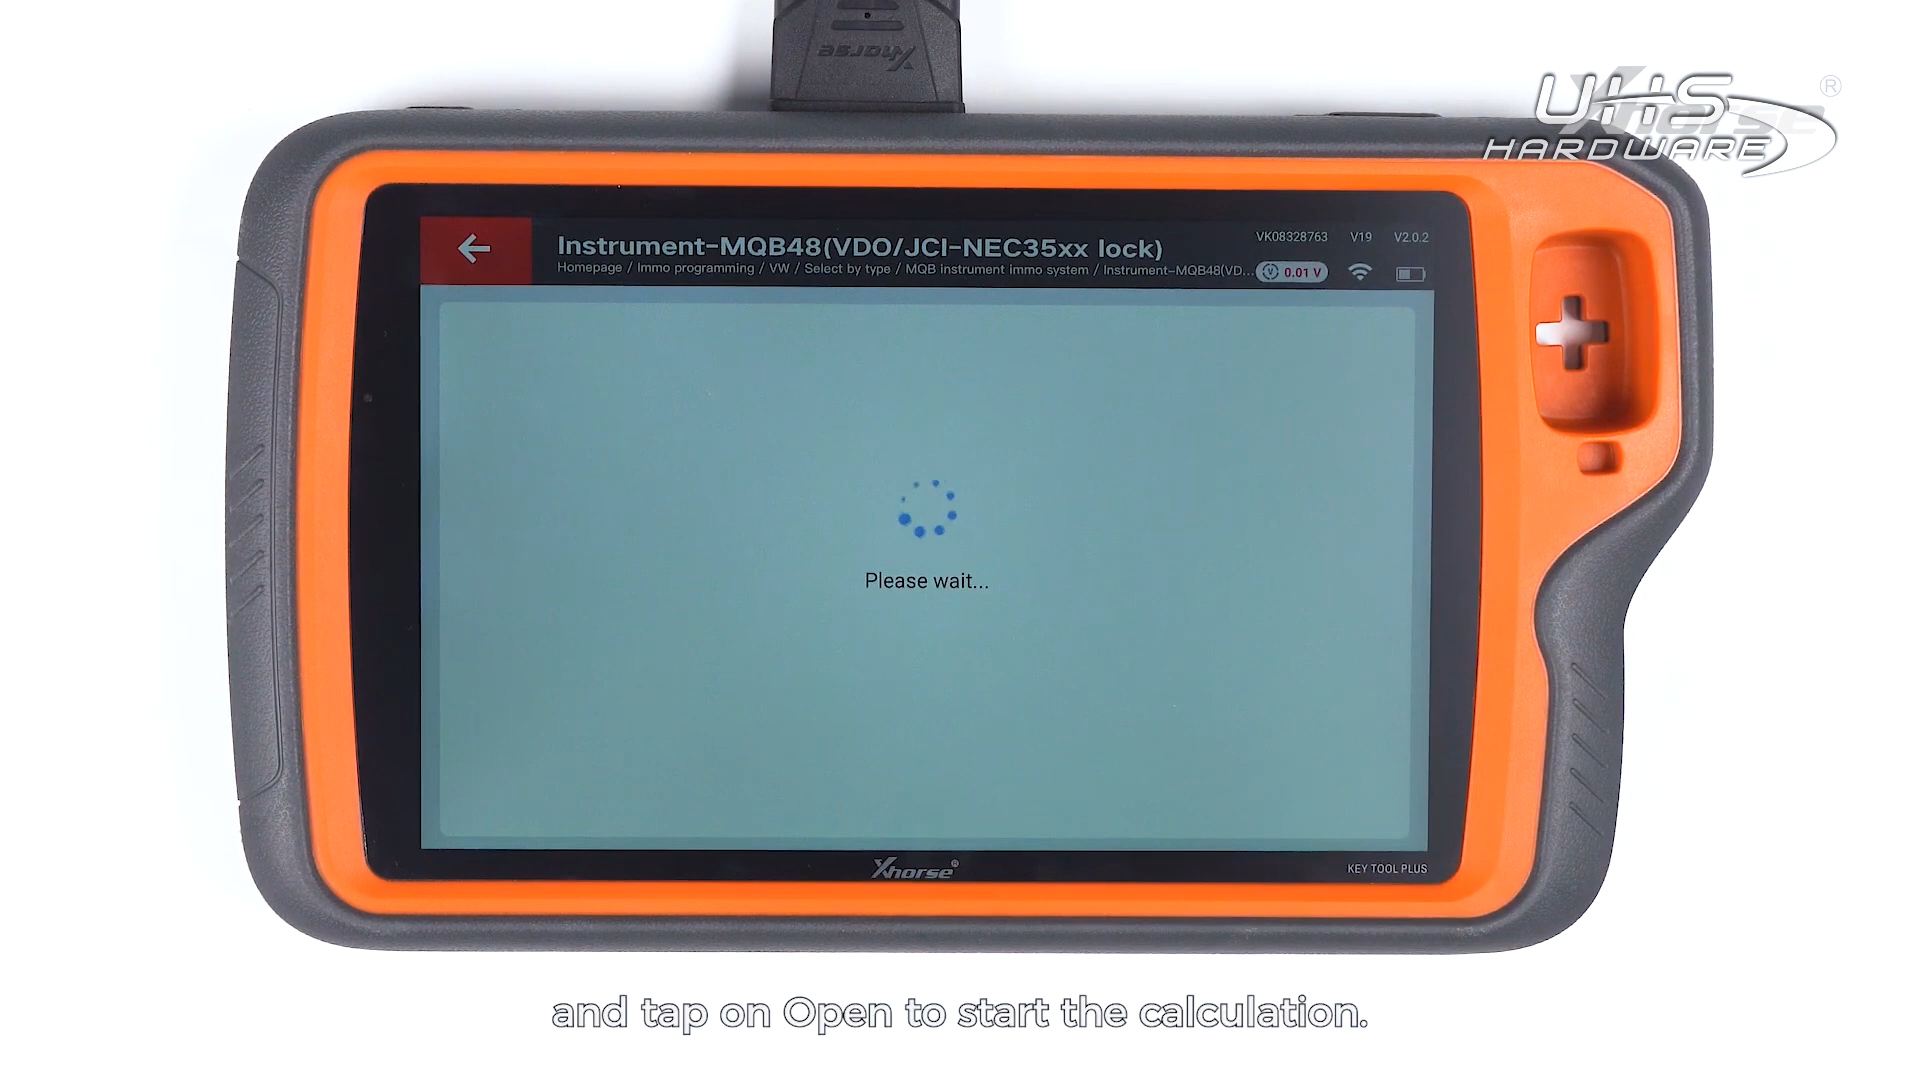 Xhorse
UHS
HARDWARE
®
Instrument-MQB48(VDO/JCI-NEC35xx lock)
VK08328763 V19 V2.0.2
Homepage / Immo programming / VW / Select by type / MQB instrument immo system / Instrument-MQB48(VD...
0.01 V
Please wait...
Xhorse®
KEY TOOL PLUS
and tap on Open to start the calculation.